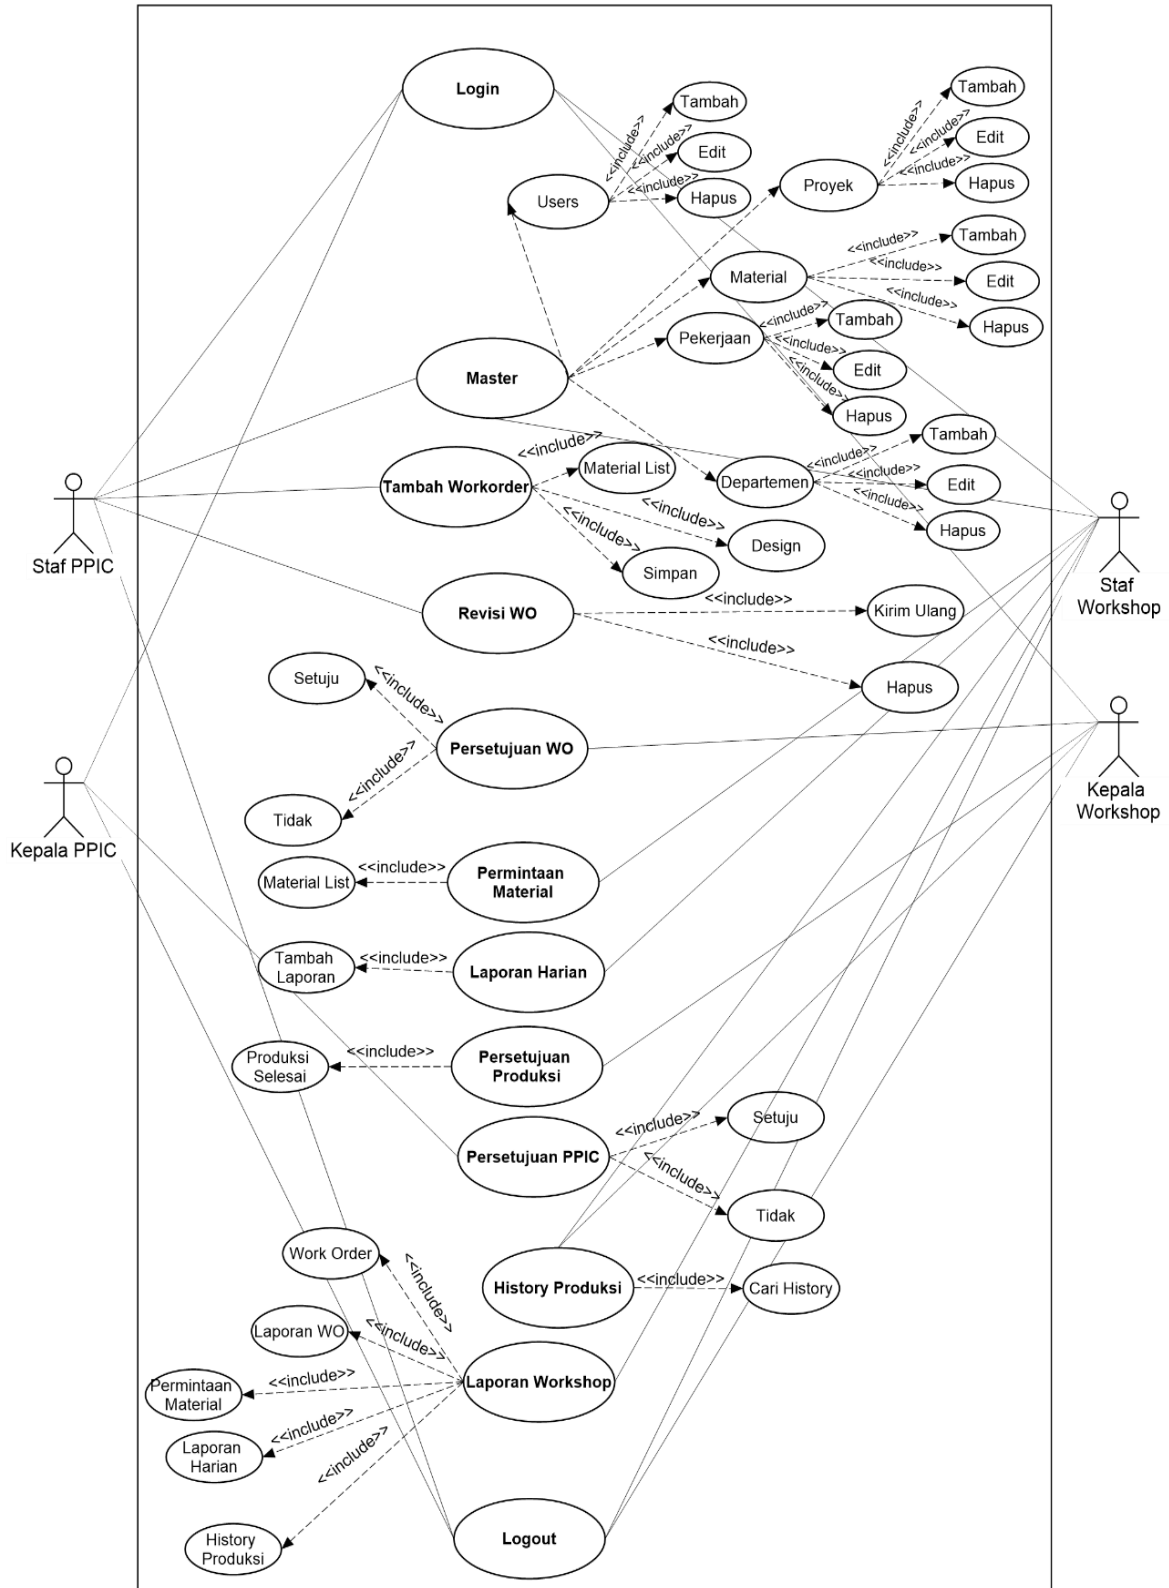 Login
Tambah
<<include>>
Edit
<<include>>
Hapus
<<include>>
Users
Tambah
<<include>>
Edit
<<include>>
Hapus
<<include>>
Proyek
Tambah
<<include>>
Edit
<<include>>
Hapus
<<include>>
Material
Tambah
<<include>>
Edit
<<include>>
Hapus
<<include>>
Pekerjaan
Master
Tambah
<<include>>
Edit
<<include>>
Hapus
<<include>>
Departemen
<<include>>
Material List
Tambah Workorder
<<include>>
Design
<<include>>
Simpan
Staf PPIC
Staf
Workshop
Revisi WO
<<include>>
Kirim Ulang
<<include>>
Hapus
Setuju
<<include>>
Persetujuan WO
<<include>>
Tidak
Kepala PPIC
Kepala
Workshop
Material List
<<include>>
Permintaan
Material
Tambah
Laporan
<<include>>
Laporan Harian
Produksi
Selesai
<<include>>
Persetujuan
Produksi
Persetujuan PPIC
<<include>>
Setuju
<<include>>
Tidak
Work Order
<<include>>
History Produksi
<<include>>
Cari History
Laporan WO
<<include>>
Laporan Workshop
Permintaan
Material
<<include>>
Laporan
Harian
<<include>>
<<include>>
History
Produksi
Logout